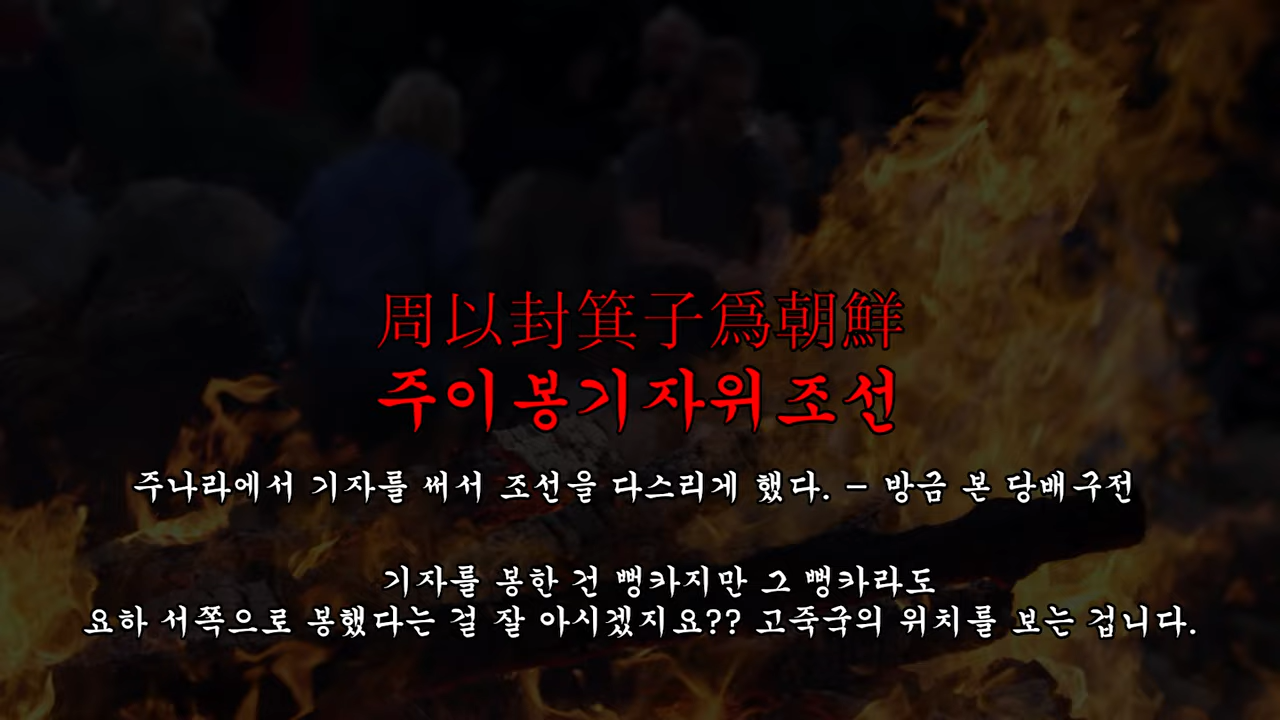 周以封箕子爲朝鮮
주이봉기자위조선
주나라에서 기자를 써서 조선을 다스리게 했다. - 방금 본 당배구전
기자를 봉한 건 뻥카지만 그 뻥카라도
요하 서쪽으로 봉했다는 걸 잘 아시겠지요?? 고죽국의 위치를 보는 겁니다.